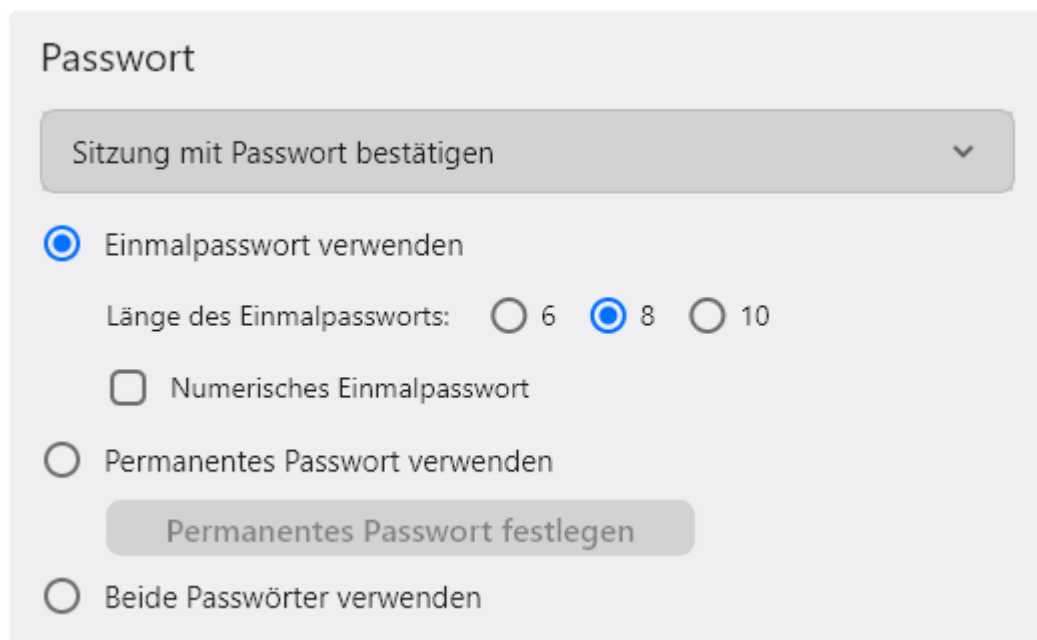 Passwort
Sitzung mit Passwort bestätigen
Einmalpasswort verwenden
Länge des Einmalpassworts: 6 8 10
Numerisches Einmalpasswort
Permanentes Passwort verwenden
Permanentes Passwort festlegen
Beide Passwörter verwenden